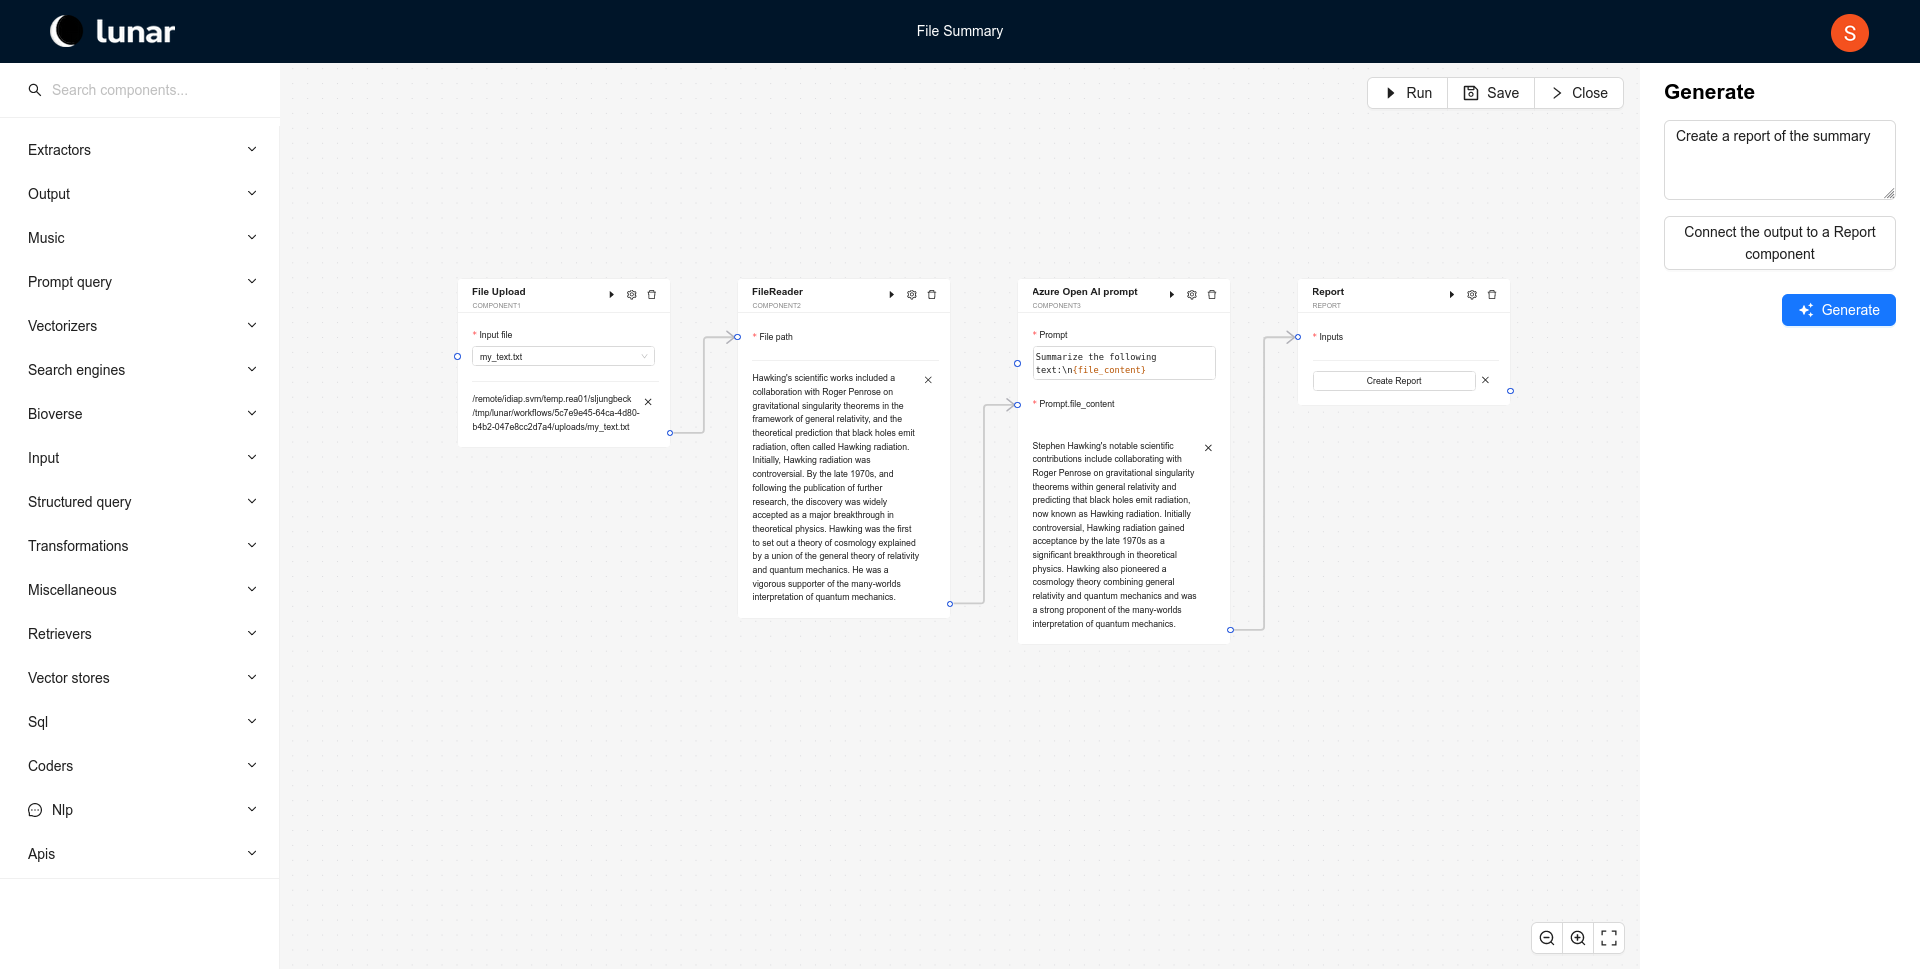 lunar
File Summary
S
Search components...
Extractors
Output
Music
Prompt query
Vectorizers
Search engines
Bioverse
Input
Structured query
Transformations
Miscellaneous
Retrievers
Vector stores
Sql
Coders
Nlp
Apis
Run
Save
Close
File Upload
COMPONENT1
* Input file
my_text.txt
/remote/idiap.svm/temp.rea01/sljungbeck
/tmp/lunar/workflows/5c7e9e45-64ca-4d80-
b4b2-047e8cc2d7a4/uploads/my_text.txt
FileReader
COMPONENT2
* File path
Hawking's scientific works included a
collaboration with Roger Penrose on
gravitational singularity theorems in the
framework of general relativity, and the
theoretical prediction that black holes emit
radiation, often called Hawking radiation.
Initially, Hawking radiation was
controversial. By the late 1970s, and
following the publication of further
research, the discovery was widely
accepted as a major breakthrough in
theoretical physics. Hawking was the first
to set out a theory of cosmology explained
by a union of the general theory of relativity
and quantum mechanics. He was a
vigorous supporter of the many-worlds
interpretation of quantum mechanics.
Azure Open AI prompt
COMPONENT3
* Prompt
Summarize the following
text:\n{file_content}
* Prompt.file_content
Stephen Hawking's notable scientific
contributions include collaborating with
Roger Penrose on gravitational singularity
theorems within general relativity and
predicting that black holes emit radiation,
now known as Hawking radiation. Initially
controversial, Hawking radiation gained
acceptance by the late 1970s as a
significant breakthrough in theoretical
physics. Hawking also pioneered a
cosmology theory combining general
relativity and quantum mechanics and was
a strong proponent of the many-worlds
interpretation of quantum mechanics.
Report
REPORT
* Inputs
Create Report
Generate
Create a report of the summary
Connect the output to a Report
component
Generate